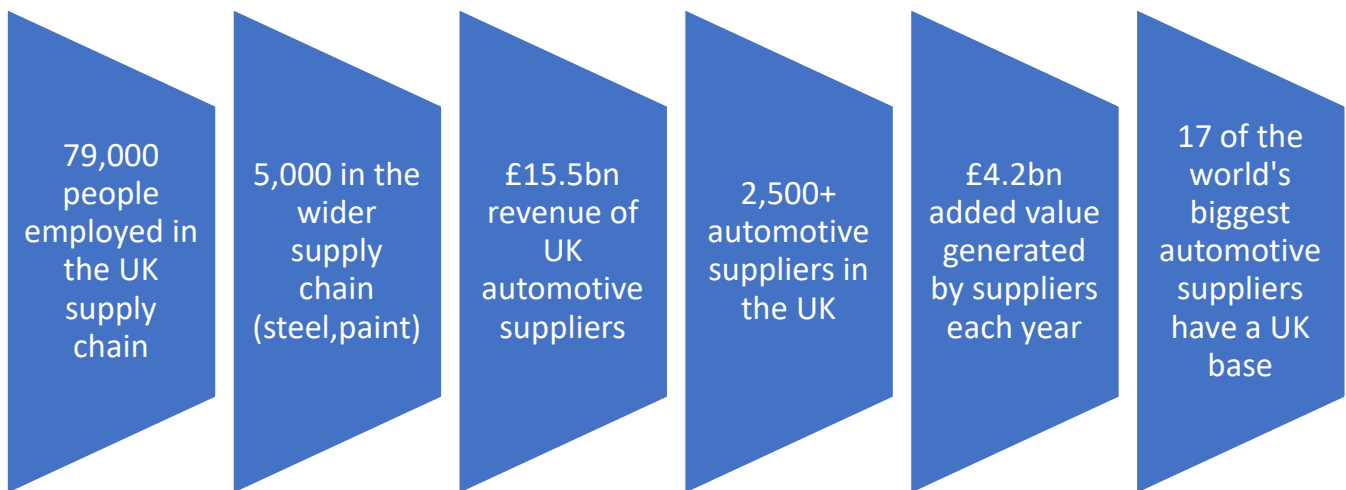 79,000
people
employed in
the UK
supply
chain
5,000 in the
wider
supply
chain
(steel,paint)
£15.5bn
revenue of
UK
automotive
suppliers
2,500+
automotive
suppliers in
the UK
£4.2bn
added value
generated
by suppliers
each year
17 of the
world's
biggest
automotive
suppliers
have a UK
base